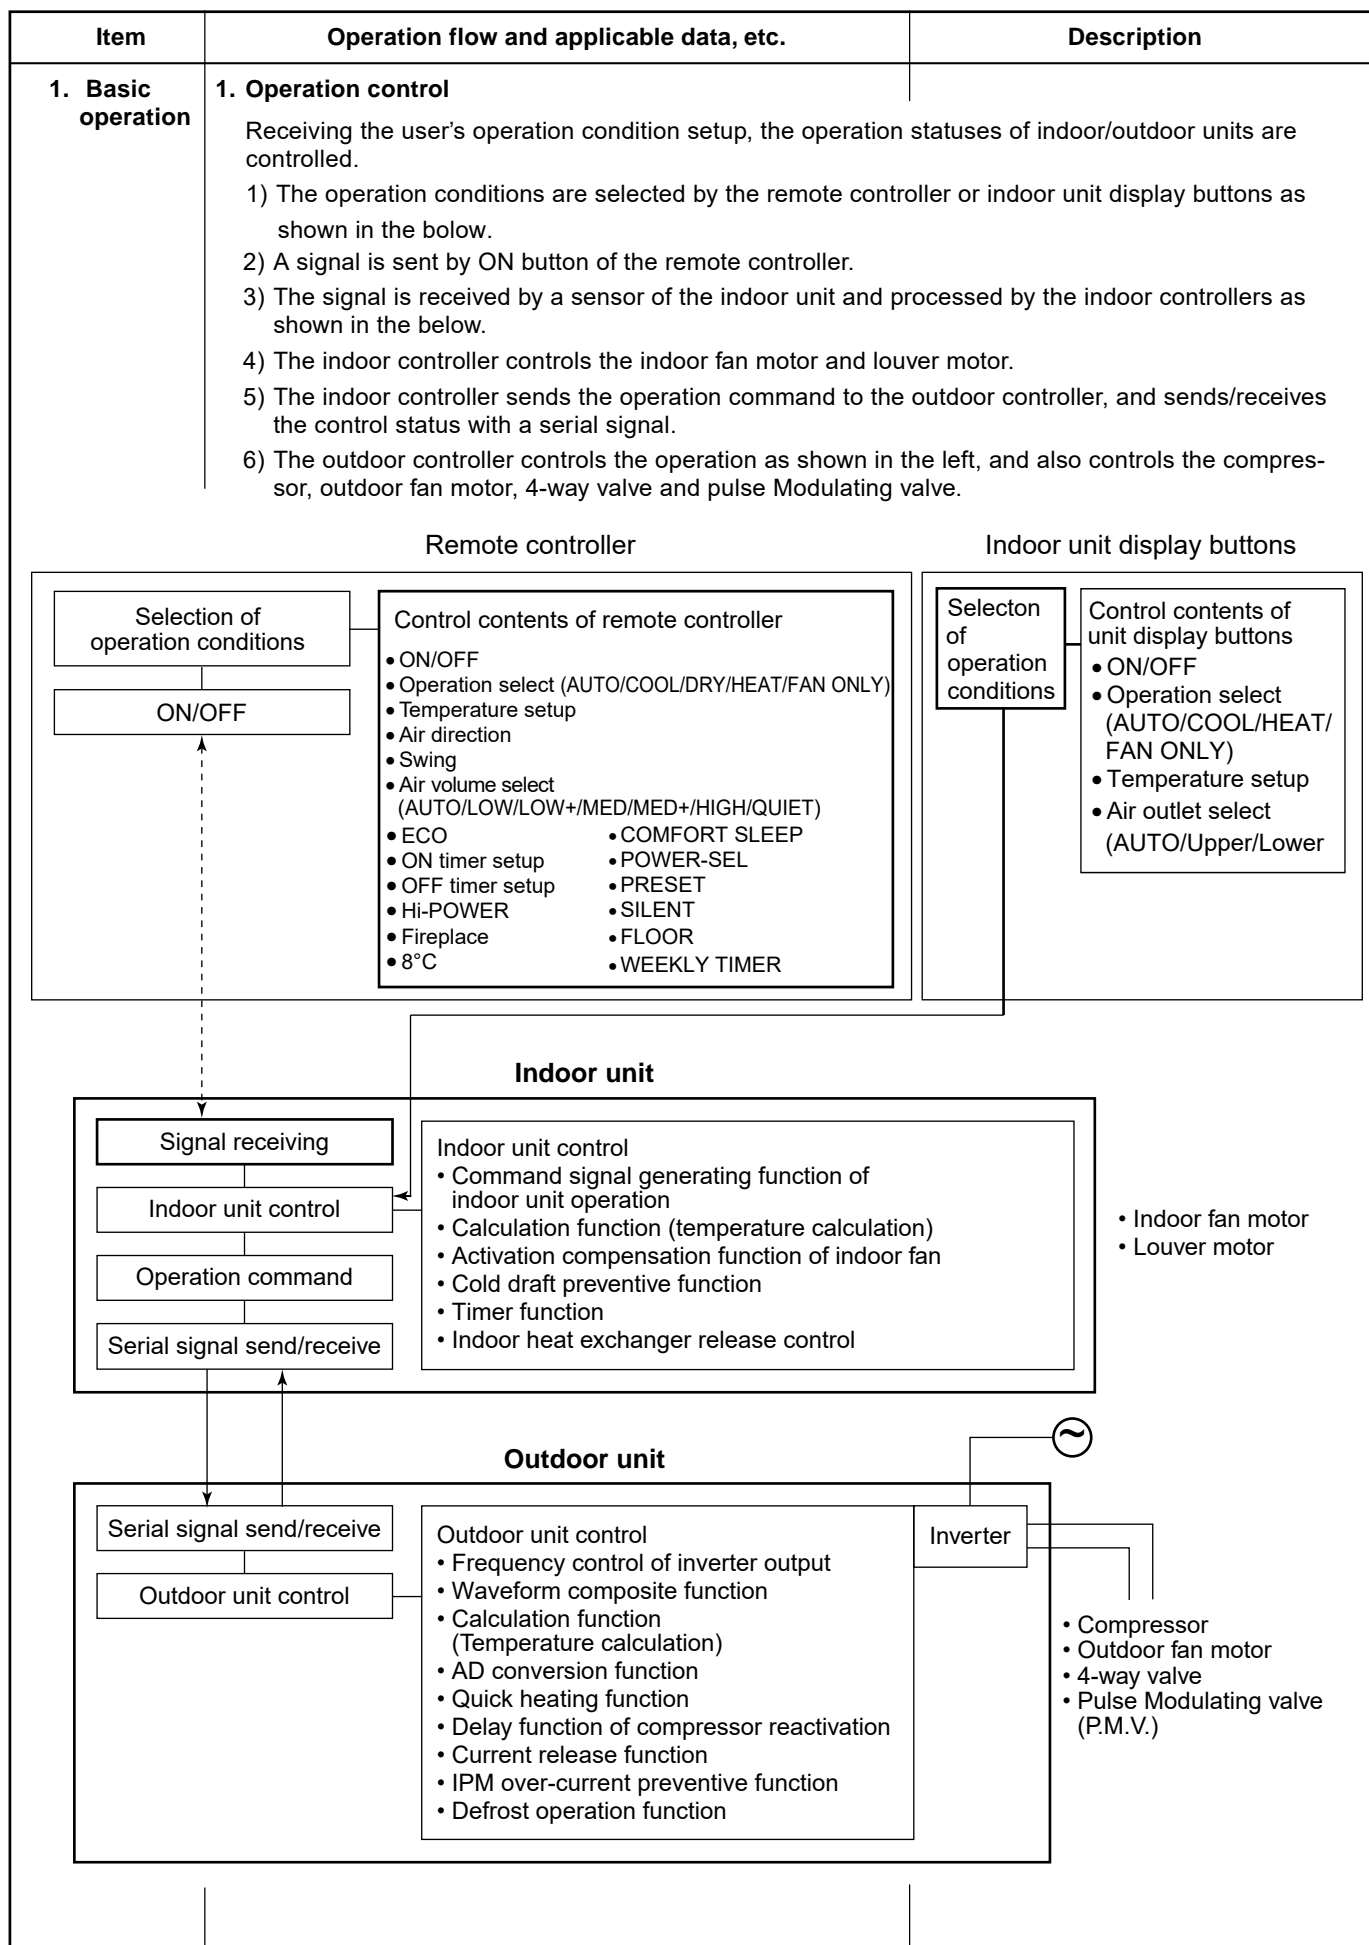 Item
Operation flow and applicable data, etc.
Description
1. Basic
operation
1. Operation control
Receiving the user’s operation condition setup, the operation statuses of indoor/outdoor units are
controlled.
1) The operation conditions are selected by the remote controller or indoor unit display buttons as
shown in the bolow.
2) A signal is sent by ON button of the remote controller.
3) The signal is received by a sensor of the indoor unit and processed by the indoor controllers as
shown in the below.
4) The indoor controller controls the indoor fan motor and louver motor.
5) The indoor controller sends the operation command to the outdoor controller, and sends/receives
the control status with a serial signal.
6) The outdoor controller controls the operation as shown in the left, and also controls the compres-
sor, outdoor fan motor, 4-way valve and pulse Modulating valve.
Remote controller
Selection of
operation conditions
ON/OFF
Control contents of remote controller
• ON/OFF
• Operation select (AUTO/COOL/DRY/HEAT/FAN ONLY)
• Temperature setup
• Air direction
• Swing
• Air volume select
(AUTO/LOW/LOW+/MED/MED+/HIGH/QUIET)
• ECO
• ON timer setup
• OFF timer setup
• Hi-POWER
• Fireplace
• 8°C
• COMFORT SLEEP
• POWER-SEL
• PRESET
• SILENT
• FLOOR
• WEEKLY TIMER
Indoor unit display buttons
Selecton
of
operation
conditions
Control contents of
unit display buttons
• ON/OFF
• Operation select
(AUTO/COOL/HEAT/
FAN ONLY)
• Temperature setup
• Air outlet select
(AUTO/Upper/Lower
Indoor unit
Signal receiving
Indoor unit control
Operation command
Serial signal send/receive
Indoor unit control
• Command signal generating function of
indoor unit operation
• Calculation function (temperature calculation)
• Activation compensation function of indoor fan
• Cold draft preventive function
• Timer function
• Indoor heat exchanger release control
• Indoor fan motor
• Louver motor
Outdoor unit
~
Serial signal send/receive
Outdoor unit control
Outdoor unit control
• Frequency control of inverter output
• Waveform composite function
• Calculation function
(Temperature calculation)
• AD conversion function
• Quick heating function
• Delay function of compressor reactivation
• Current release function
• IPM over-current preventive function
• Defrost operation function
Inverter
• Compressor
• Outdoor fan motor
• 4-way valve
• Pulse Modulating valve
(P.M.V.)